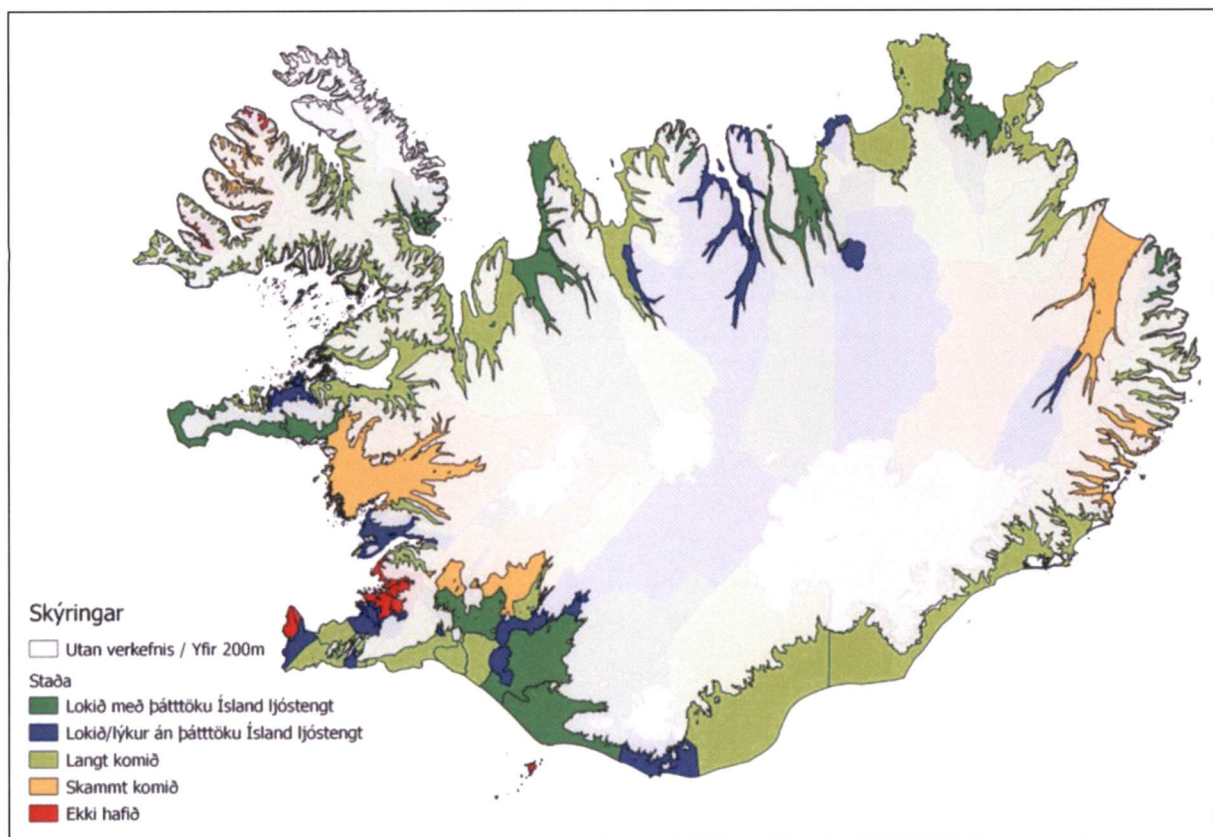 Skýringar
Utan verkefnis / Yfir 200m
Staða
Lokið með þátttöku Ísland ljóstengt
Lokið/lýkur án þátttöku Ísland ljóstengt
Langt komið
Skammt komið
Ekki hafið